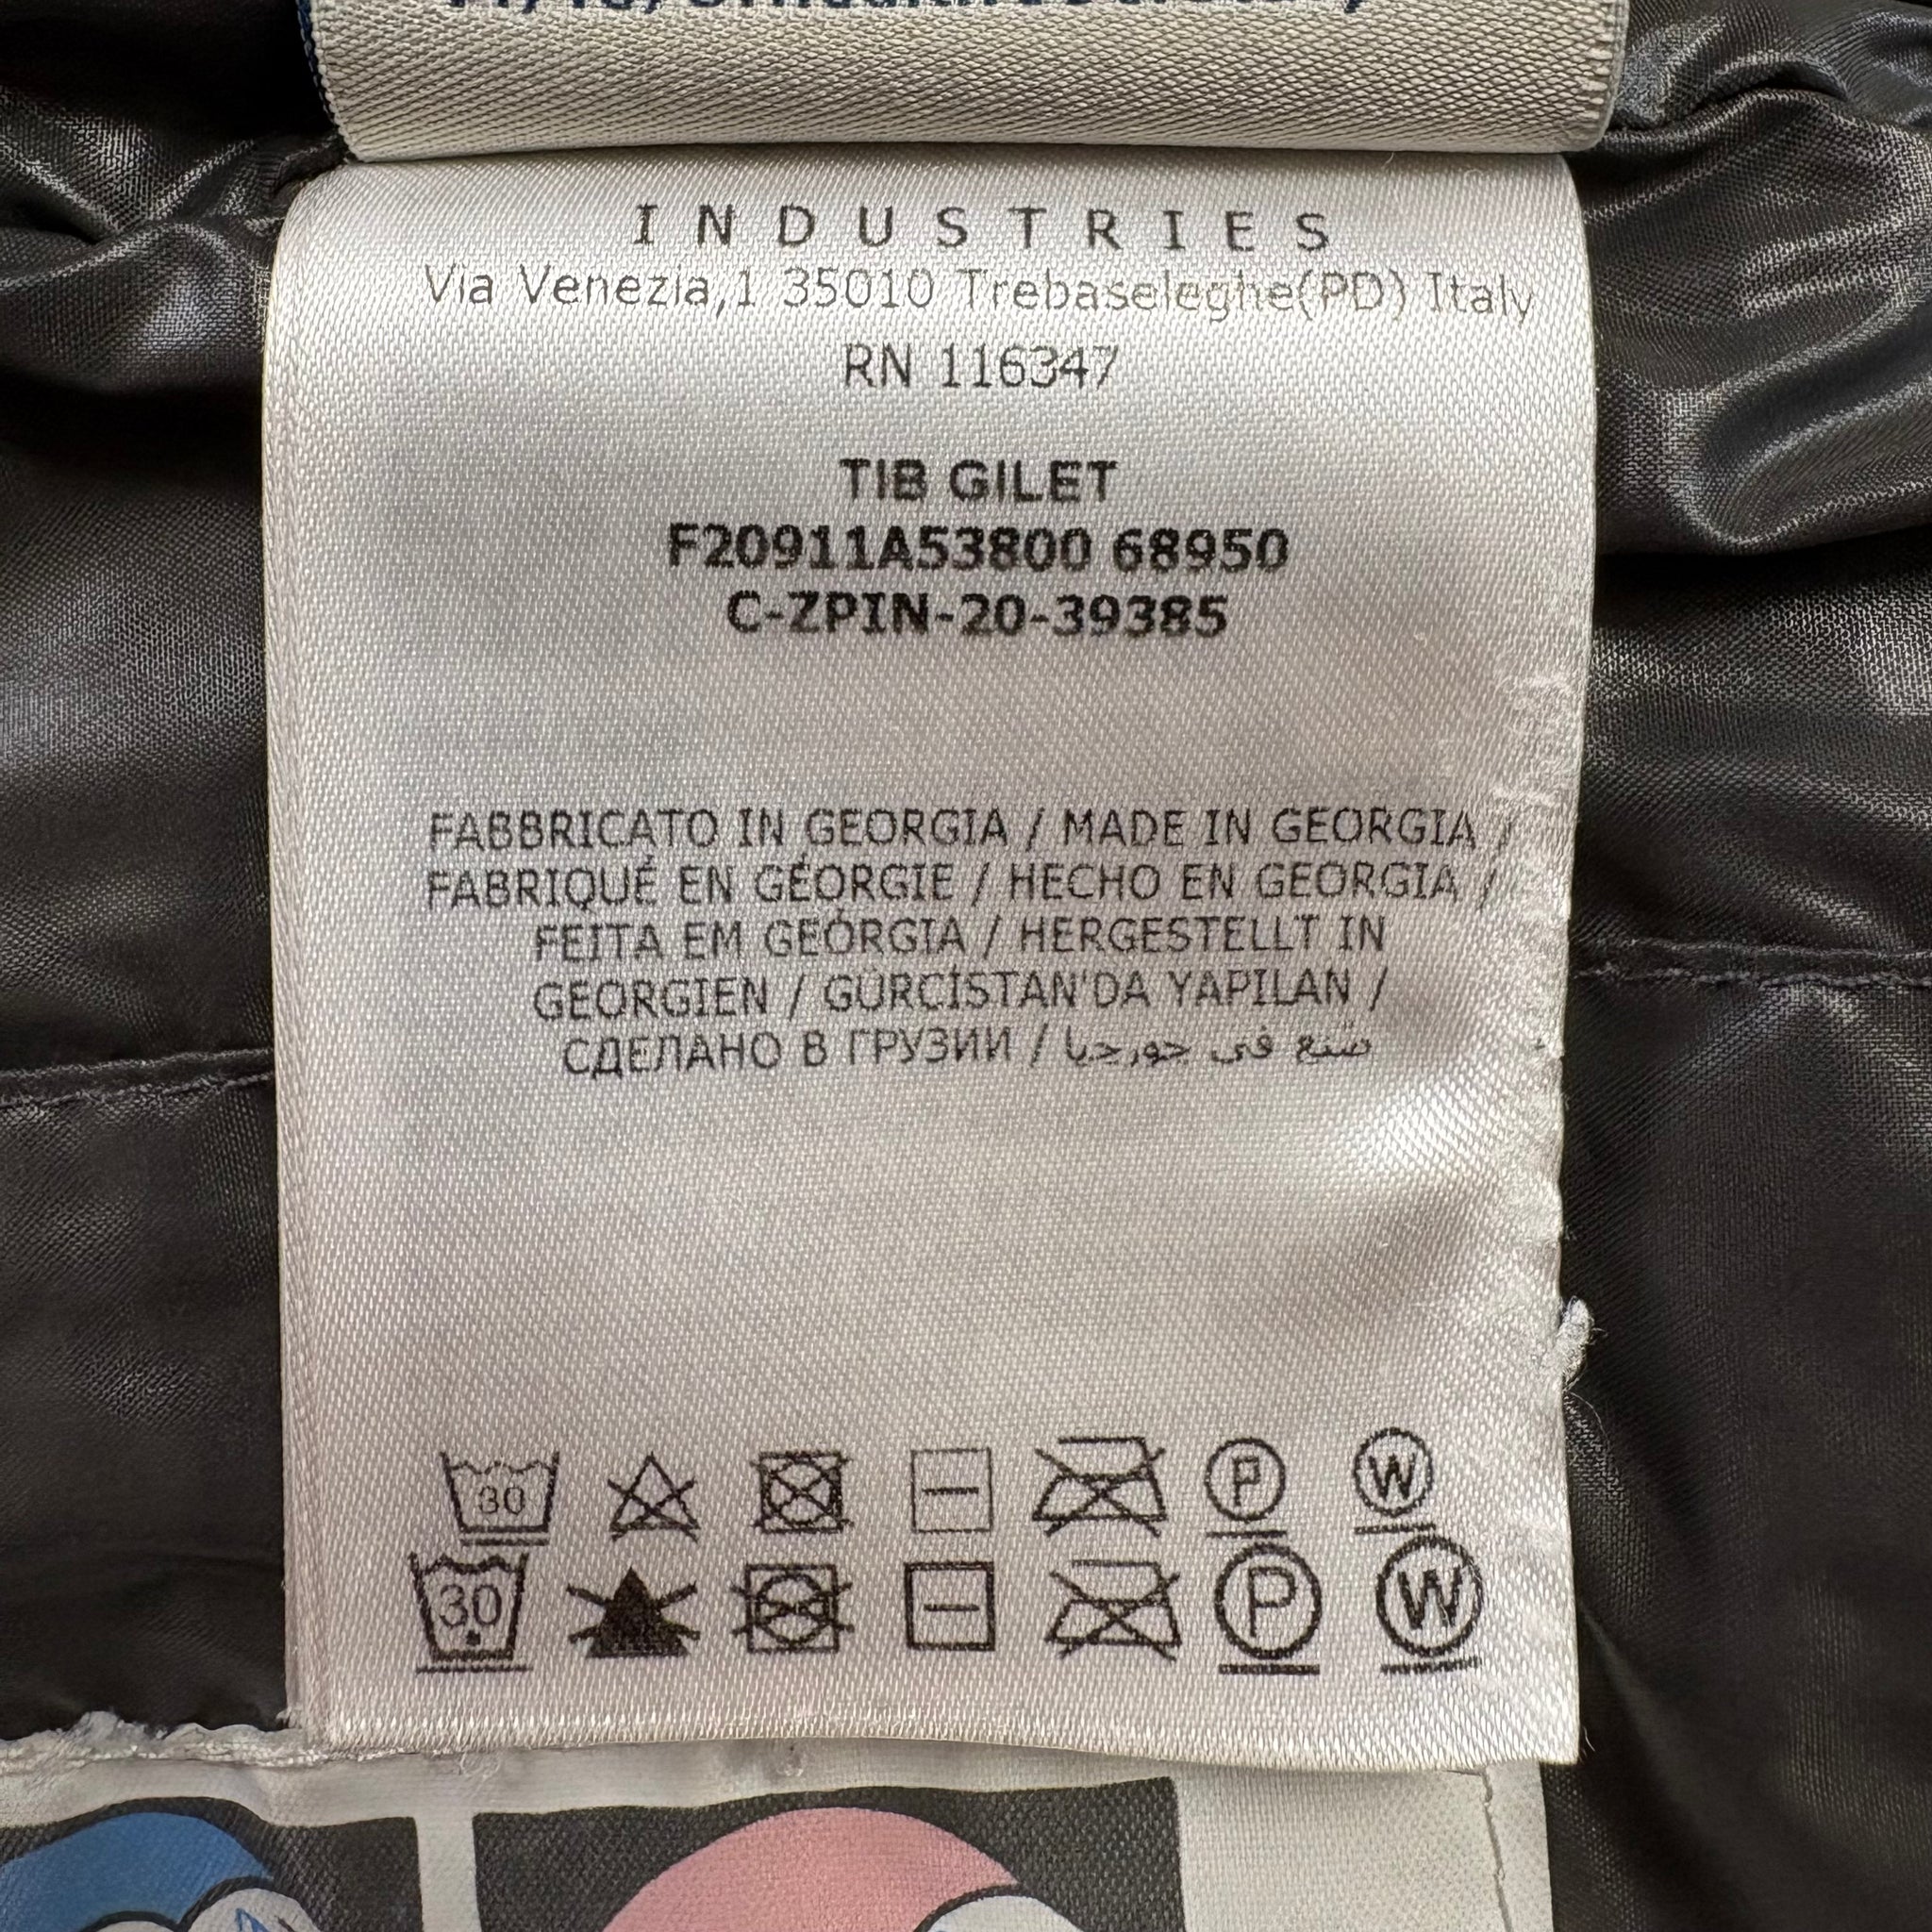 INDUSTRIES
Via Venezia,1 35010 Trebaseleghe(PD) Italy
RN 116347
TIB GILET
F20911A53800 68950
C-ZPIN-20-39385
FABBRICATO IN GEORGIA / MADE IN GEORGIA /
FABRIQUÉ EN GÉORGIE / HECHO EN GEORGIA /
FEITA EM GEÓRGIA / HERGESTELLT IN
GEORGIEN / GÜRCİSTAN'DA YAPILAN /
СДЕЛАНО В ГРУЗИИ / صنع في جورجيا
30 P W
30 P W